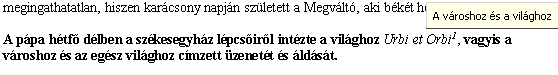 megingathatatlan, hiszen karácsony napján született a Megváltó, aki békét h
A városhoz és a világhoz
A pápa hétfő délben a székesegyház lépcsőiről intézte a világhoz Urbi et Orbi¹, vagyis a
városhoz és az egész világhoz címzett üzenetét és áldását.